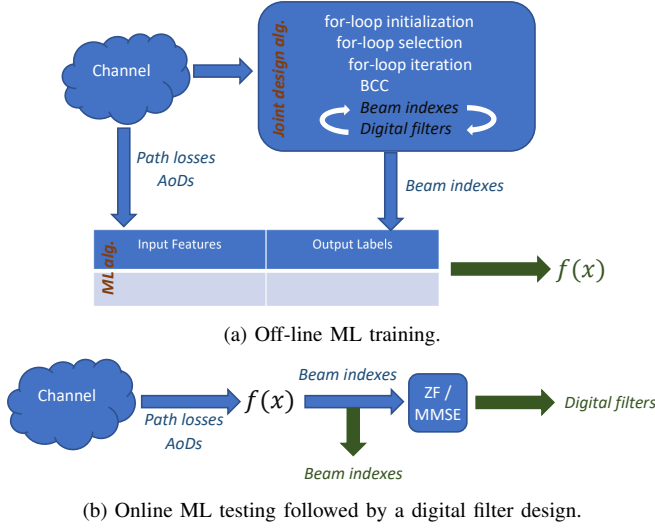 Channel
Joint design alg.
for-loop initialization
for-loop selection
for-loop iteration
BCC
Beam indexes
Digital filters
Path losses
AoDs
Beam indexes
ML alg.
Input Features
Output Labels
f(x)
(a) Off-line ML training.
Channel
Path losses
AoDs
f(x)
Beam indexes
ZF /
MMSE
Digital filters
Beam indexes
(b) Online ML testing followed by a digital filter design.